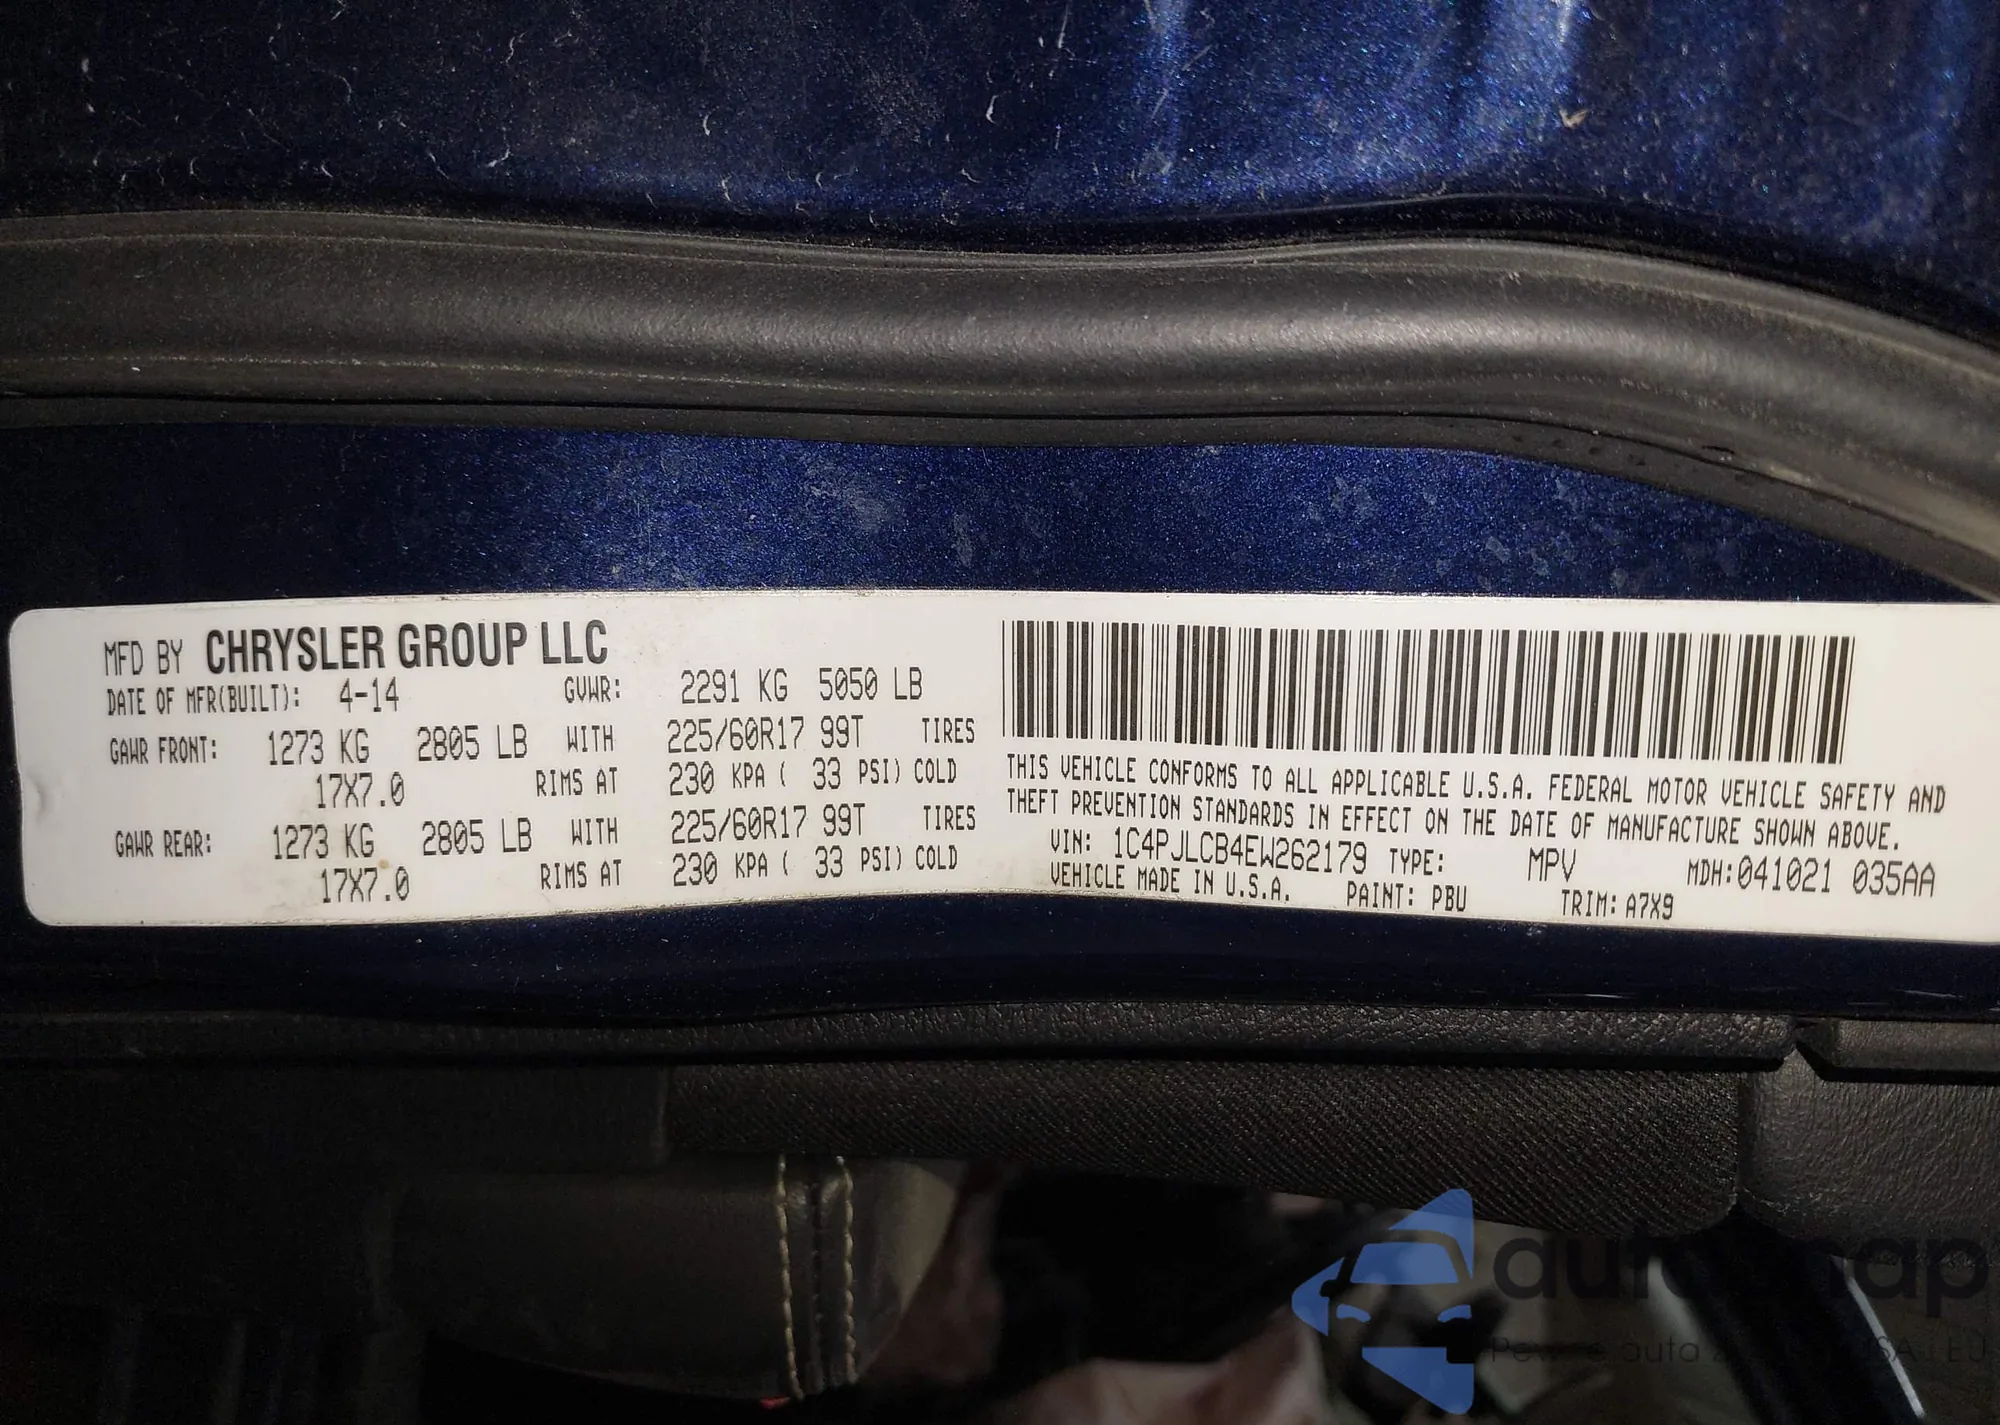 MFD BY CHRYSLER GROUP LLC
DATE OF MFR(BUILT): 4-14 GVWR: 2291 KG 5050 LB
GAWR FRONT: 1273 KG 2805 LB WITH 225/60R17 99T TIRES
17X7.0 RIMS AT 230 KPA ( 33 PSI) COLD
GAWR REAR: 1273 KG 2805 LB WITH 225/60R17 99T TIRES
17X7.0 RIMS AT 230 KPA ( 33 PSI) COLD
THIS VEHICLE CONFORMS TO ALL APPLICABLE U.S.A. FEDERAL MOTOR VEHICLE SAFETY AND
THEFT PREVENTION STANDARDS IN EFFECT ON THE DATE OF MANUFACTURE SHOWN ABOVE.
VIN: 1C4PJLCB4EW262179 TYPE: MPV MDH:041021 035AA
VEHICLE MADE IN U.S.A. PAINT: PBU TRIM: A7X9
auto
auta